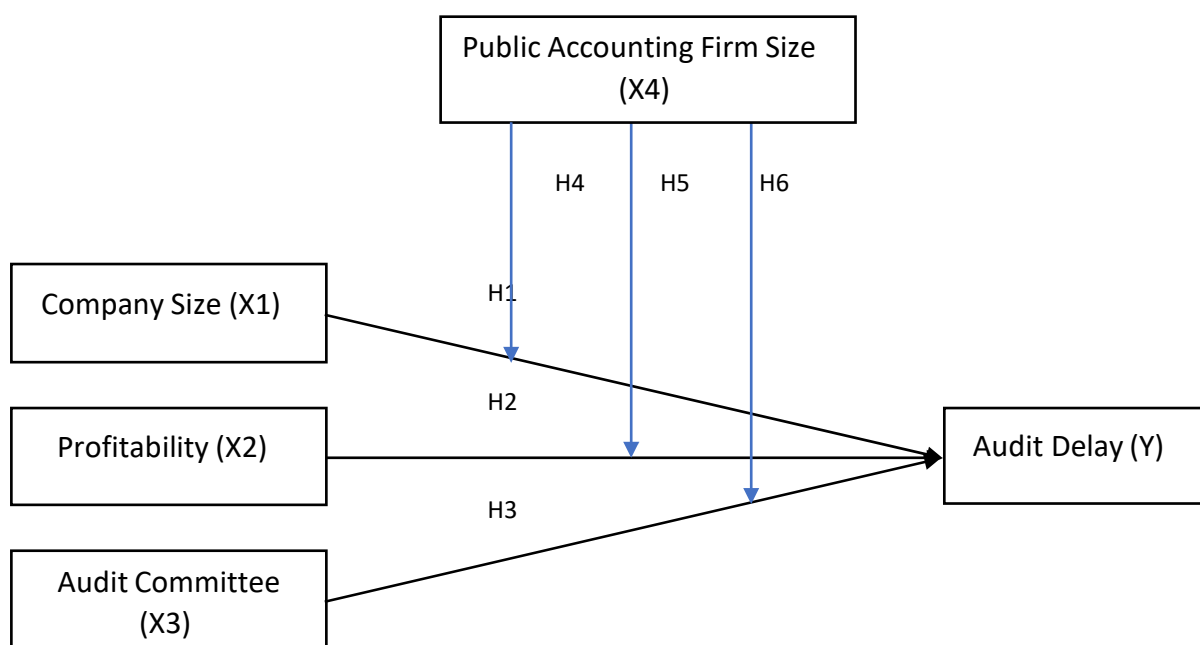 Public Accounting Firm Size
(X4)
H4
H5
H6
H1
Company Size (X1)
H2
Profitability (X2)
Audit Delay (Y)
H3
Audit Committee
(X3)